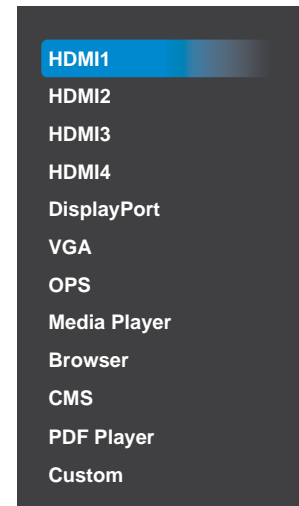 HDMI1
HDMI2
HDMI3
HDMI4
DisplayPort
VGA
OPS
Media Player
Browser
CMS
PDF Player
Custom